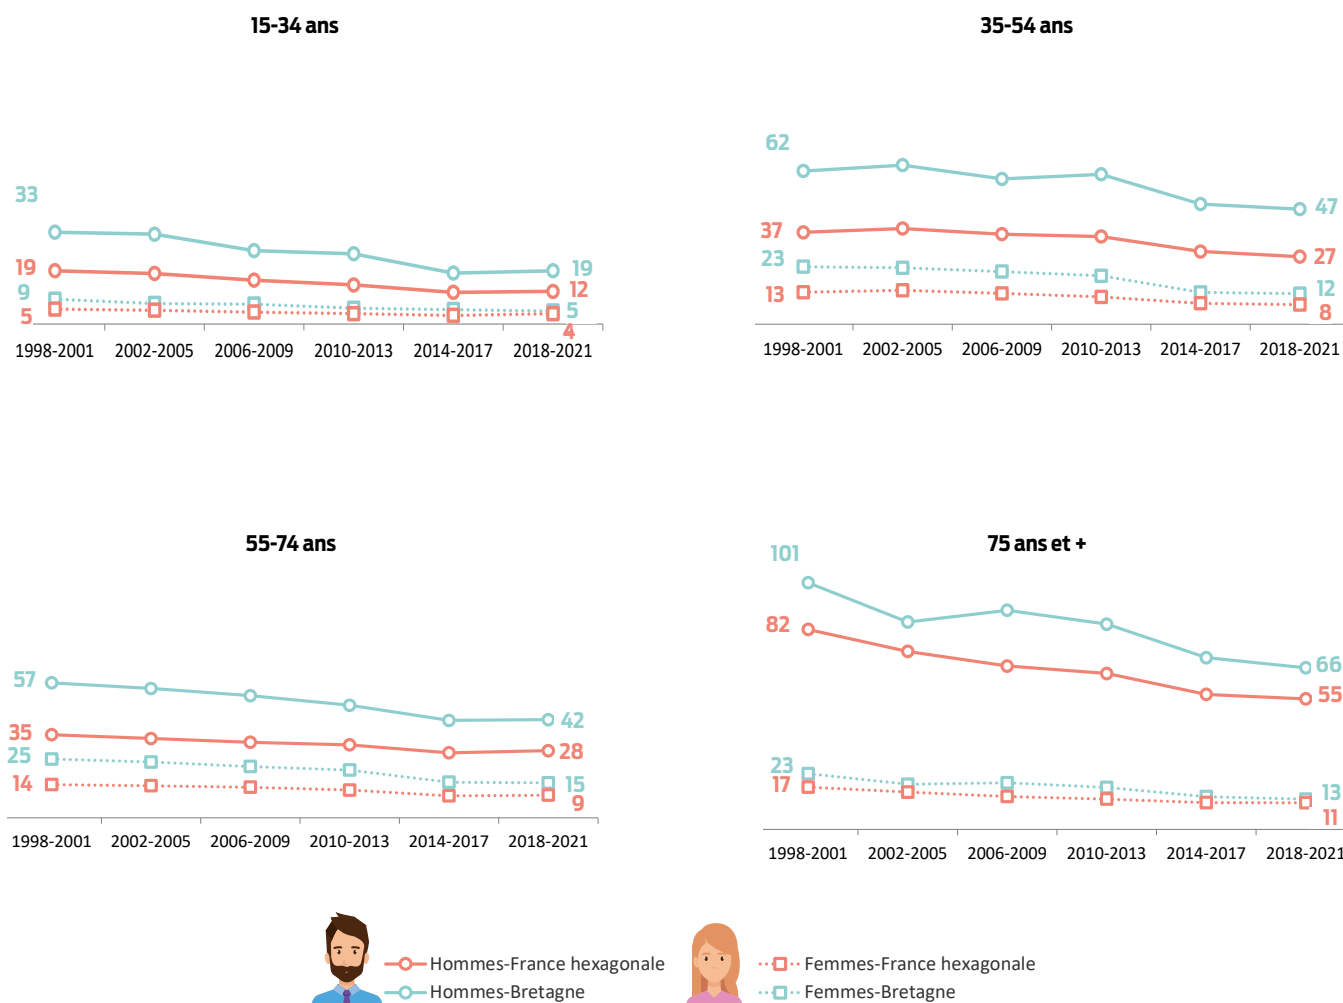 15-34 ans
33
19
9
5
19
12
5
4
1998-2001 2002-2005 2006-2009 2010-2013 2014-2017 2018-2021
35-54 ans
62
37
23
13
47
27
12
8
1998-2001 2002-2005 2006-2009 2010-2013 2014-2017 2018-2021
55-74 ans
57
35
25
14
42
28
15
9
1998-2001 2002-2005 2006-2009 2010-2013 2014-2017 2018-2021
75 ans et +
101
82
23
17
66
55
13
11
1998-2001 2002-2005 2006-2009 2010-2013 2014-2017 2018-2021
Hommes-France hexagonale
Hommes-Bretagne
Femmes-France hexagonale
Femmes-Bretagne